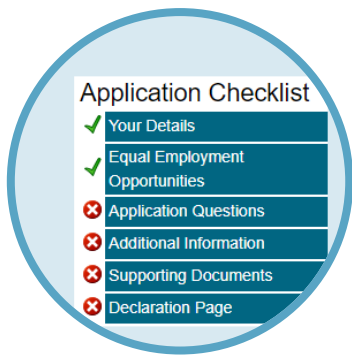 Application Checklist
Your Details
Equal Employment
Opportunities
Application Questions
Additional Information
Supporting Documents
Declaration Page